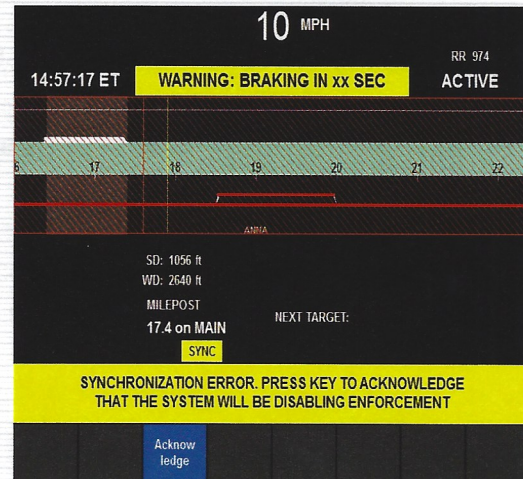 10 MPH
RR 974
14:57:17 ET WARNING: BRAKING IN xx SEC ACTIVE
17 18 19 20 21 22
ANNA
SD: 1056 ft
WD: 2640 ft
MILEPOST
NEXT TARGET:
17.4 on MAIN
SYNC
SYNCHRONIZATION ERROR. PRESS KEY TO ACKNOWLEDGE
THAT THE SYSTEM WILL BE DISABLING ENFORCEMENT
Acknow
ledge